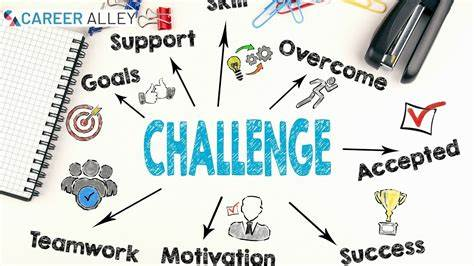 CAREER ALLEY
Skill
Support
Overcome
Goals
CHALLENGE
Accepted
Teamwork
Motivation
Success